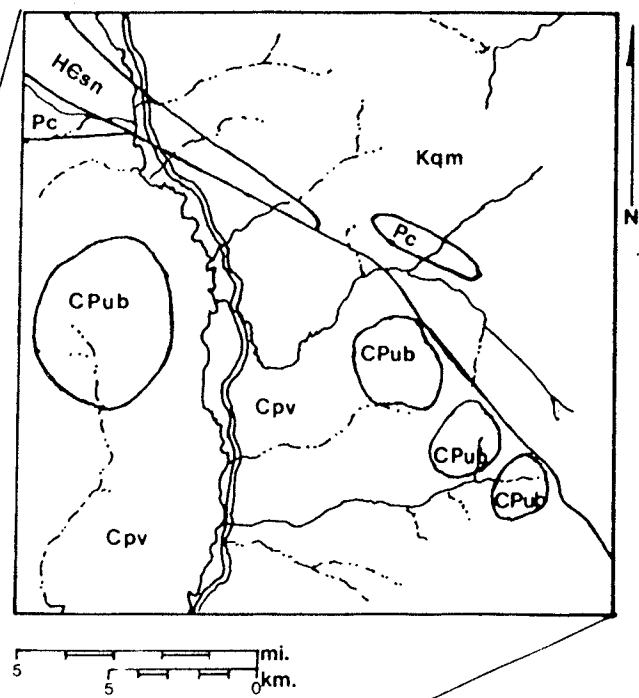 HЄsn
Pc
Kqm
N
Pc
CPub
CPub
Cpv
CPub
CPub
Cpv
5 mi.
5 0 km.